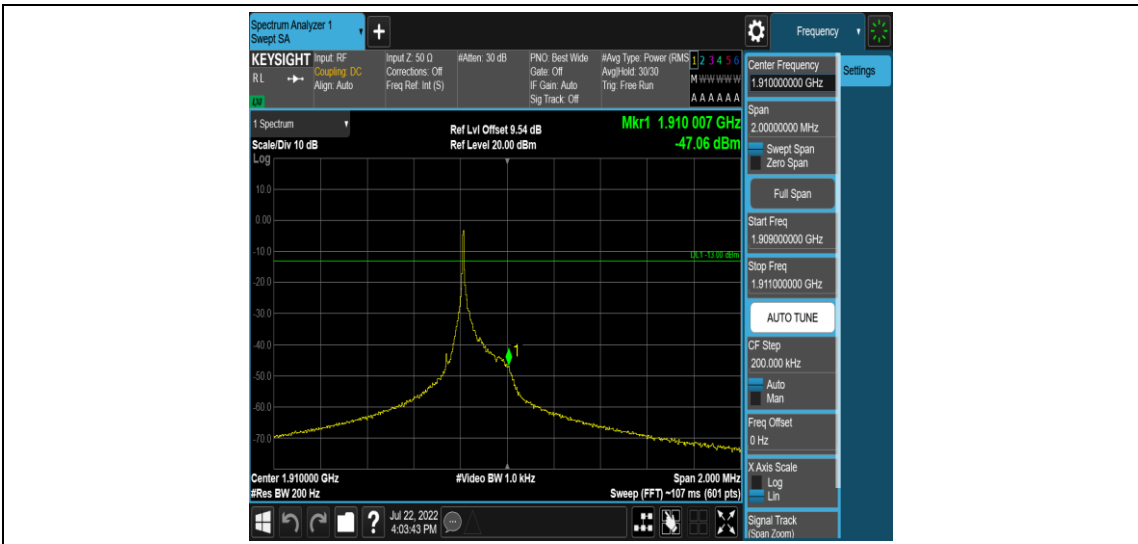 Spectrum Analyzer 1
Swept SA
+
Frequency
KEYSIGHT
RL
LXI
Input: RF
Coupling: DC
Align: Auto
Input Z: 50 Ω
Corrections: Off
Freq Ref: Int (S)
#Atten: 30 dB
PNO: Best Wide
Gate: Off
IF Gain: Auto
Sig Track: Off
#Avg Type: Power (RMS
Avg|Hold: 30/30
Trig: Free Run
1 2 3 4 5 6
M W W W W W
A A A A A A
1 Spectrum
Scale/Div 10 dB
Log
Ref Lvl Offset 9.54 dB
Ref Level 20.00 dBm
Mkr1 1.910 007 GHz
-47.06 dBm
10.0
0.00
-10.0
DL1 -13.00 dBm
-20.0
-30.0
-40.0
1
-50.0
-60.0
-70.0
Center 1.910000 GHz
#Res BW 200 Hz
#Video BW 1.0 kHz
Span 2.000 MHz
Sweep (FFT) ~107 ms (601 pts)
?
Jul 22, 2022
4:03:43 PM
Center Frequency
1.910000000 GHz
Span
2.00000000 MHz
Swept Span
Zero Span
Full Span
Start Freq
1.909000000 GHz
Stop Freq
1.911000000 GHz
AUTO TUNE
CF Step
200.000 kHz
Auto
Man
Freq Offset
0 Hz
X Axis Scale
Log
Lin
Signal Track
(Span Zoom)
Settings